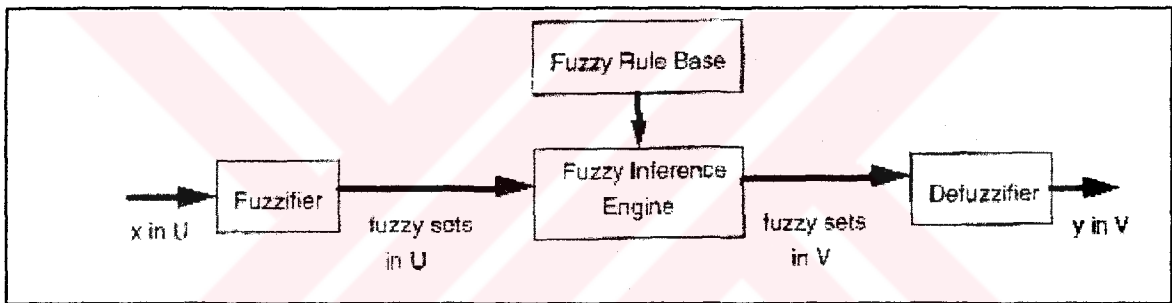 Fuzzy Rule Base
Fuzzifier
Fuzzy Inference
Engine
Defuzzifier
x in U
fuzzy sets
in U
fuzzy sets
in V
y in V